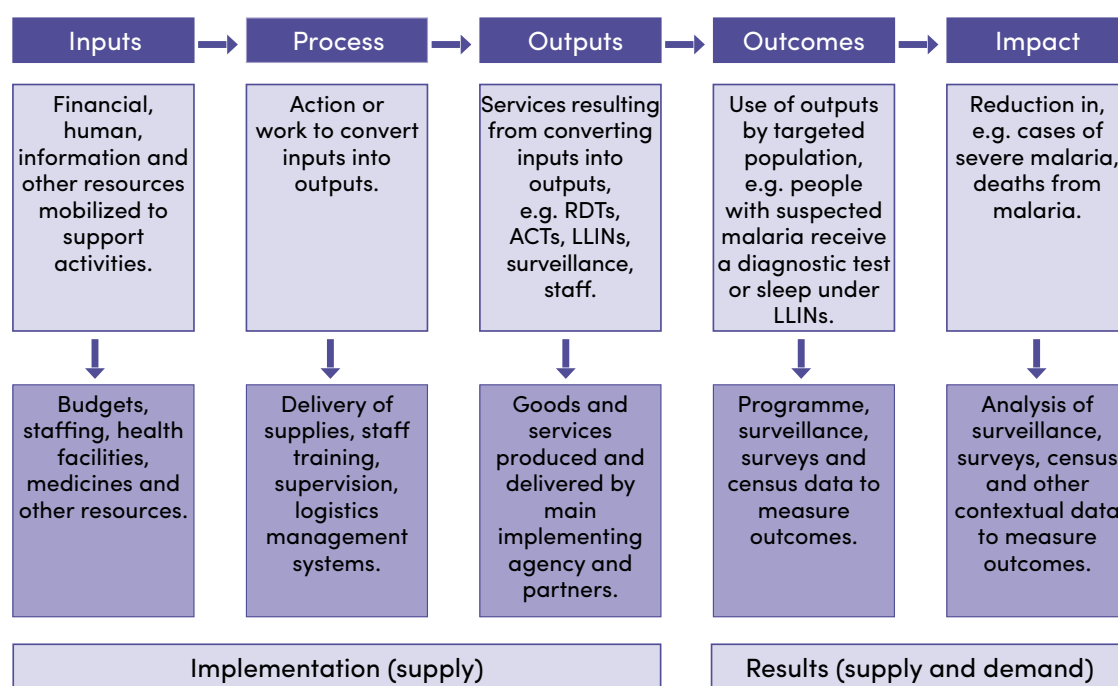 Inputs
Process
Outputs
Outcomes
Impact
Financial,
human,
information and
other resources
mobilized to
support
activities.
Action or
work to convert
inputs into
outputs.
Services resulting
from converting
inputs into
outputs,
e.g. RDTs,
ACTs, LLINs,
surveillance,
staff.
Use of outputs
by targeted
population,
e.g. people
with suspected
malaria receive
a diagnostic test
or sleep under
LLINs.
Reduction in,
e.g. cases of
severe malaria,
deaths from
malaria.
Budgets,
staffing, health
facilities,
medicines and
other resources.
Delivery of
supplies, staff
training,
supervision,
logistics
management
systems.
Goods and
services
produced and
delivered by
main
implementing
agency and
partners.
Programme,
surveillance,
surveys and
census data to
measure
outcomes.
Analysis of
surveillance,
surveys, census
and other
contextual data
to measure
outcomes.
Implementation (supply)
Results (supply and demand)